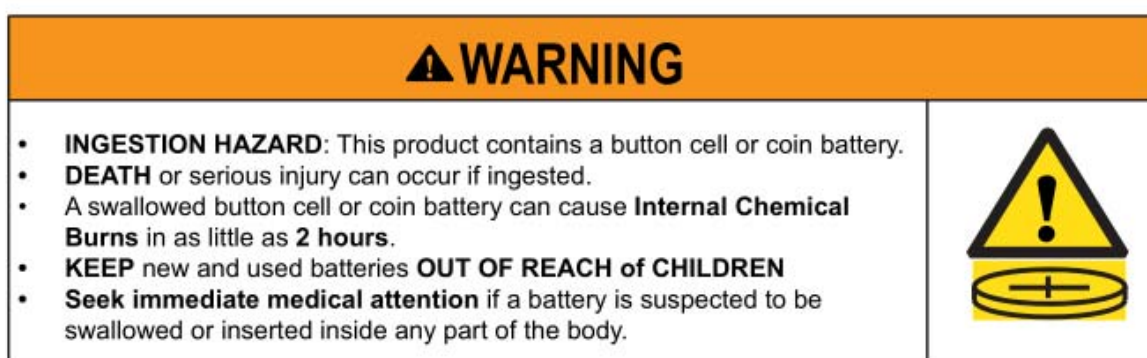 WARNING
• INGESTION HAZARD: This product contains a button cell or coin battery.
• DEATH or serious injury can occur if ingested.
• A swallowed button cell or coin battery can cause Internal Chemical
Burns in as little as 2 hours.
• KEEP new and used batteries OUT OF REACH of CHILDREN
• Seek immediate medical attention if a battery is suspected to be
swallowed or inserted inside any part of the body.